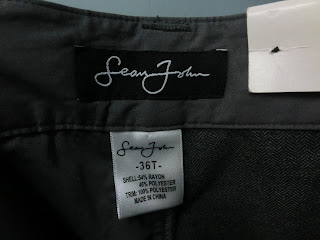 Sean John
Sean John
-36T-
SHELL:54% RAYON
46% POLYESTER
TRIM: 100% POLYESTER
MADE IN CHINA